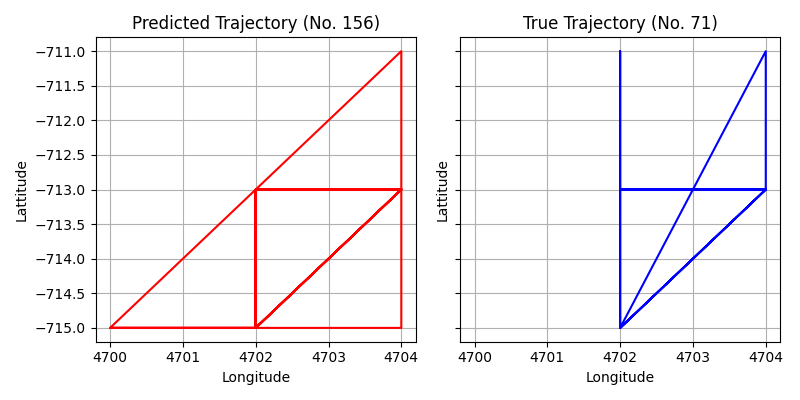 Predicted Trajectory (No. 156)
True Trajectory (No. 71)
−711.0
−711.5
−712.0
−712.5
−713.0
−713.5
−714.0
−714.5
−715.0
Lattitude
Lattitude
4700 4701 4702 4703 4704
4700 4701 4702 4703 4704
Longitude
Longitude